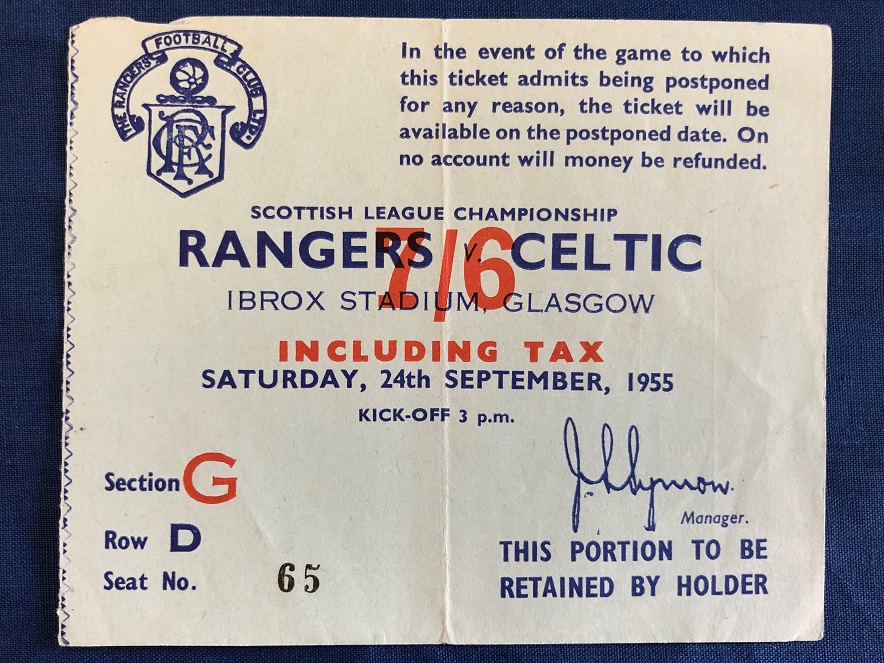 THE RANGERS FOOTBALL CLUB LTD.
RFC
In the event of the game to which
this ticket admits being postponed
for any reason, the ticket will be
available on the postponed date. On
no account will money be refunded.
SCOTTISH LEAGUE CHAMPIONSHIP
RANGERS v. CELTIC
7/6
IBROX STADIUM, GLASGOW
INCLUDING TAX
SATURDAY, 24th SEPTEMBER, 1955
KICK-OFF 3 p.m.
Section G
Row D
Seat No. 65
J. S. Symon.
Manager.
THIS PORTION TO BE
RETAINED BY HOLDER